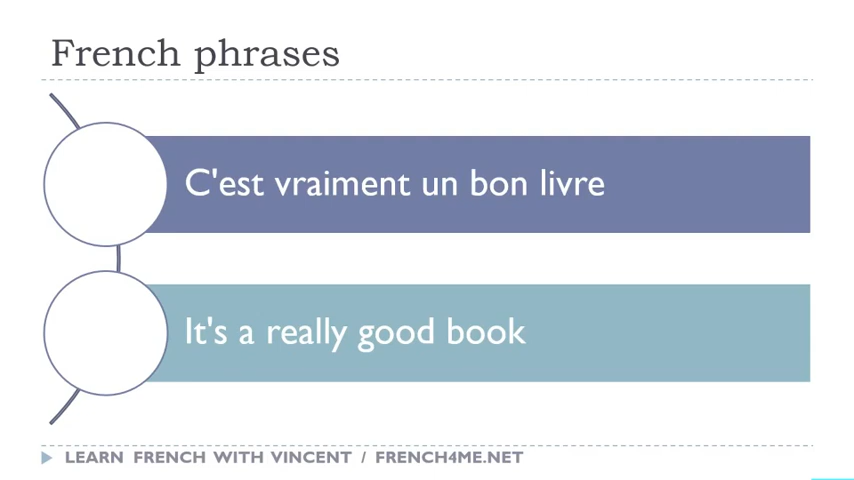 French phrases
C'est vraiment un bon livre
It's a really good book
LEARN FRENCH WITH VINCENT / FRENCH4ME.NET